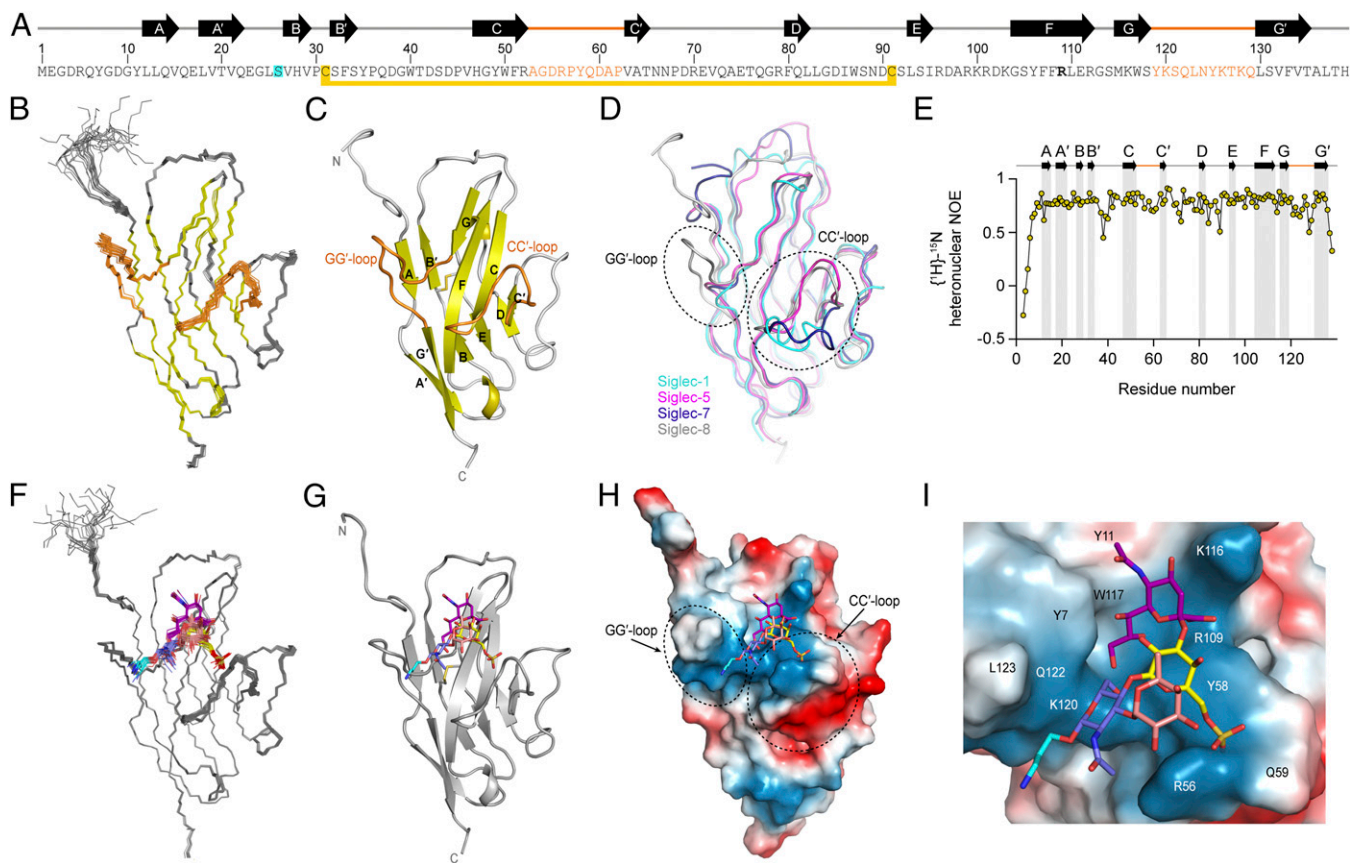 A
A A′ B B′ C C′ D E F G G′
1 10 20 30 40 50 60 70 80 90 100 110 120 130
MEGDRQYGDGYLLQVQELVTVQEGLSVHVPCSFSYPQDGWTDSDPVHGYWFRAGDRPYQDAPVATNNPDREVQAETQGRFQLLGDIWSNDCSLSIRDARKRDKGSYFFRLERGSMKWSYKSQLNYKTKQLSVFVTALTH
B
C
N
GG′-loop
CC′-loop
A B′ G F C C′ D E B G′ A′
C
D
GG′-loop
CC′-loop
Siglec-1
Siglec-5
Siglec-7
Siglec-8
E
A A′ B B′ C C′ D E F G G′
{¹H}-¹⁵N
heteronuclear NOE
1
0.5
0
-0.5
0 20 40 60 80 100 120
Residue number
F
G
N
C
H
GG′-loop
CC′-loop
I
Y11
K116
W117
Y7
R109
L123
Q122
Y58
K120
Q59
R56